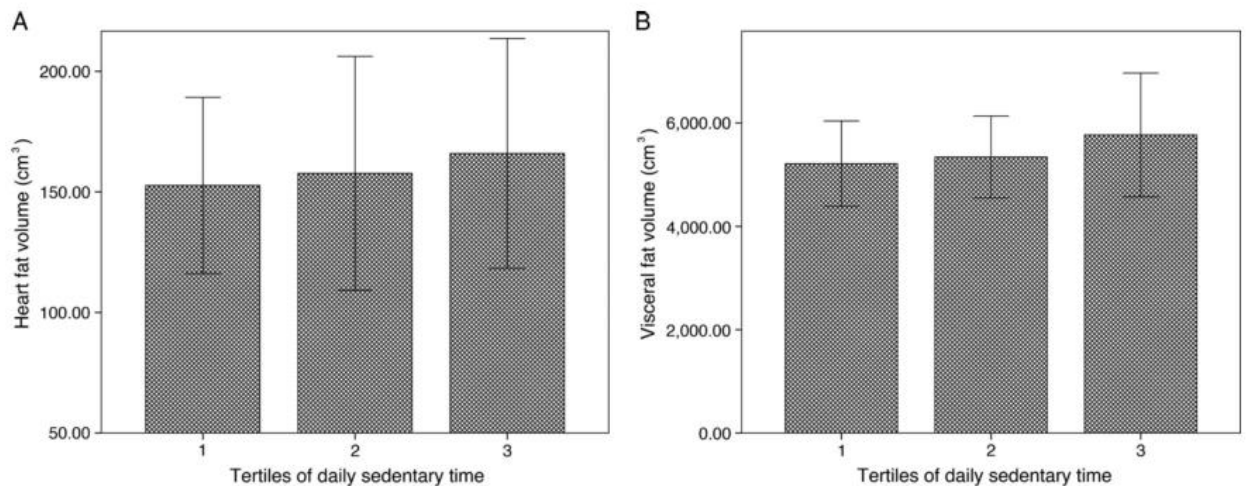 A
Heart fat volume (cm³)
200.00
150.00
100.00
50.00
1 2 3
Tertiles of daily sedentary time
B
Visceral fat volume (cm³)
6,000.00
4,000.00
2,000.00
0.00
1 2 3
Tertiles of daily sedentary time